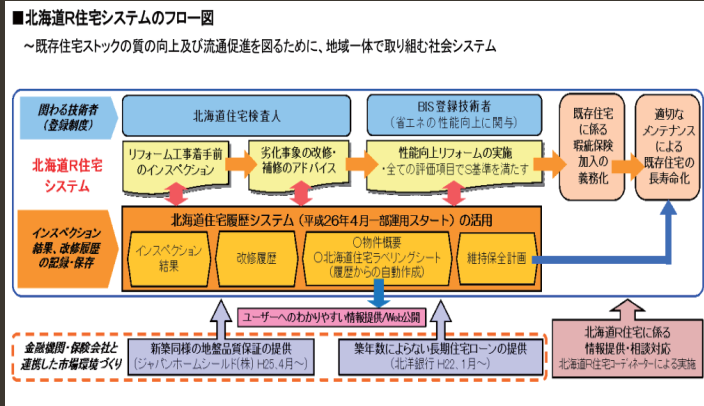 ■北海道R住宅システムのフロー図
～既存住宅ストックの質の向上及び流通促進を図るために、地域一体で取り組む社会システム
関わる技術者
(登録制度)
北海道住宅検査人
BIS登録技術者
(省エネの性能向上に関与)
既存住宅
に係る
瑕疵保険
加入の
義務化
適切な
メンテナンス
による
既存住宅の
長寿命化
北海道R住宅
システム
リフォーム工事着手前
のインスペクション
劣化事象の改修・
補修のアドバイス
性能向上リフォームの実施
・全ての評価項目でS基準を満たす
インスペクション
結果、改修履歴
の記録・保存
北海道住宅履歴システム（平成26年4月一部運用スタート）の活用
インスペクション
結果
改修履歴
○物件概要
○北海道住宅ラベリングシート
(履歴からの自動作成)
維持保全計画
ユーザーへのわかりやすい情報提供/Web公開
金融機関・保険会社と
連携した市場環境づくり
新築同様の地盤品質保証の提供
(ジャパンホームシールド(株) H25.4月～)
築年数によらない長期住宅ローンの提供
(北洋銀行 H22.1月～)
北海道R住宅に係る
情報提供・相談対応
北海道R住宅コーディネーターによる実施